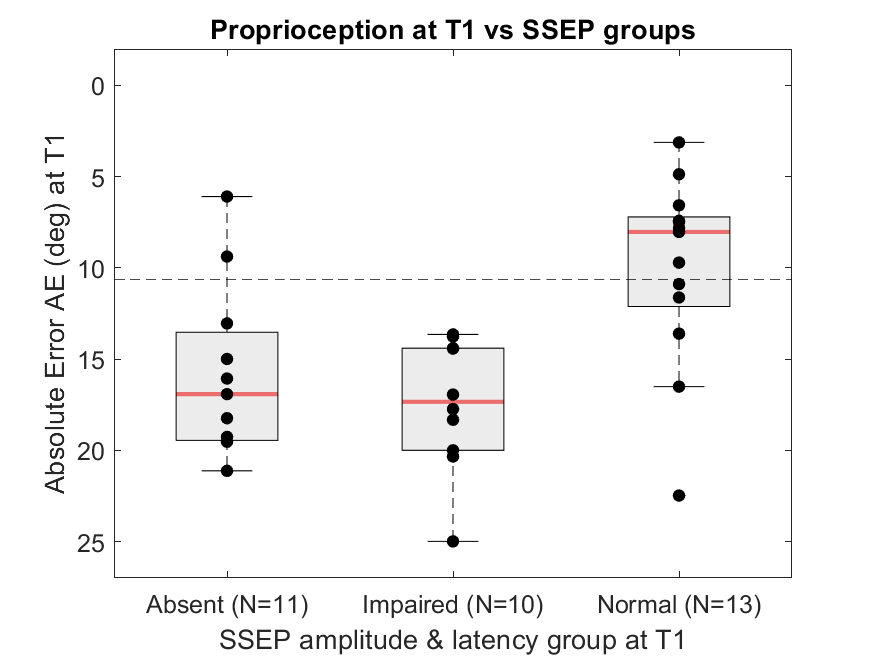 Proprioception at T1 vs SSEP groups
Absolute Error AE (deg) at T1
0
5
10
15
20
25
Absent (N=11) Impaired (N=10) Normal (N=13)
SSEP amplitude & latency group at T1